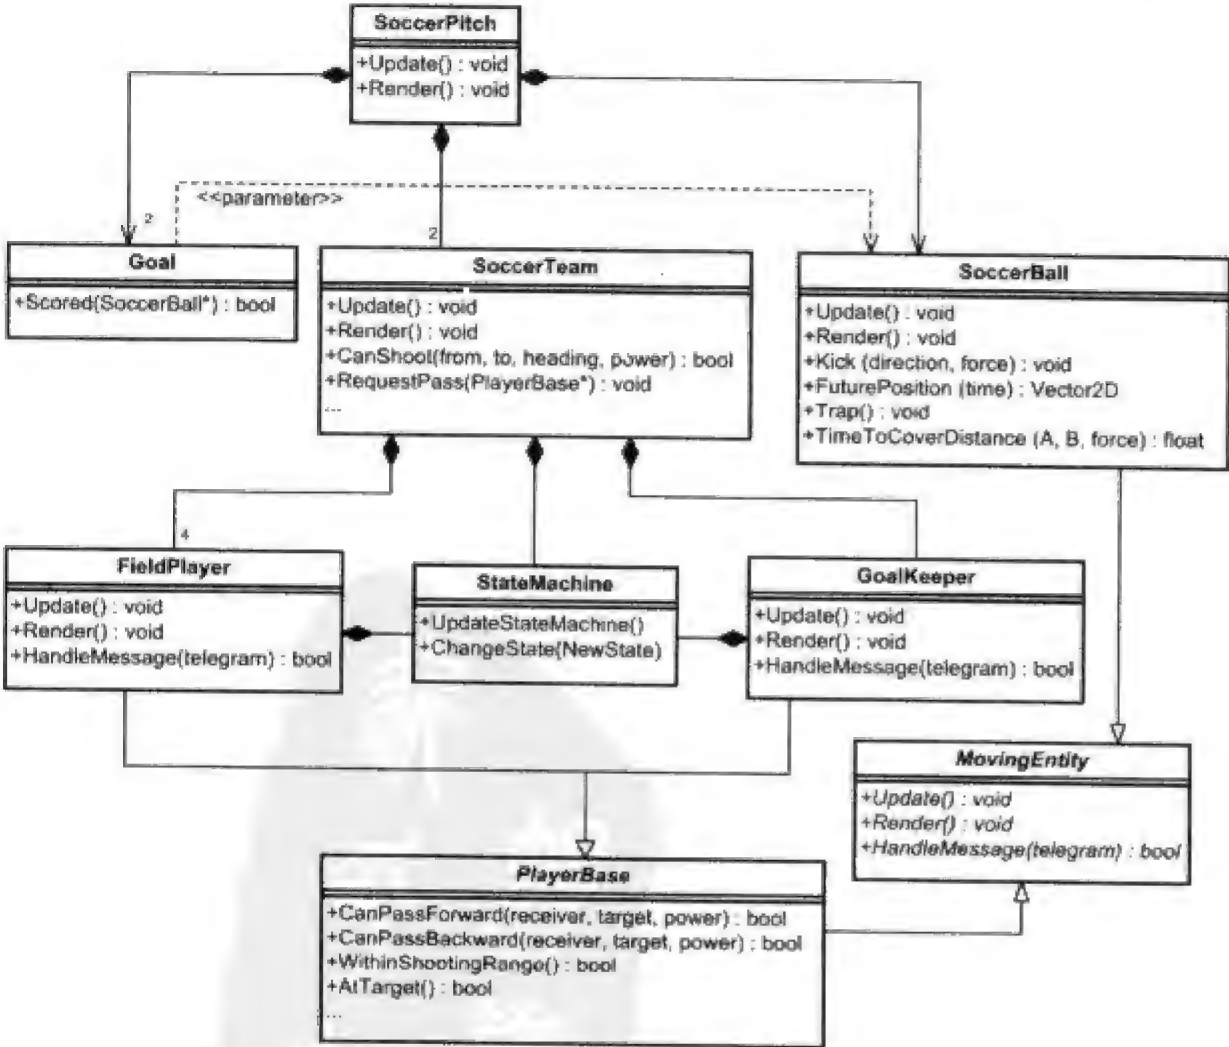 SoccerPitch
+Update() : void
+Render() : void
<<parameter>>
2
2
Goal
+Scored(SoccerBall*) : bool
SoccerTeam
+Update() : void
+Render() : void
+CanShoot(from, to, heading, power) : bool
+RequestPass(PlayerBase*) : void
...
SoccerBall
+Update() : void
+Render() : void
+Kick (direction, force) : void
+FuturePosition (time) : Vector2D
+Trap() : void
+TimeToCoverDistance (A, B, force) : float
4
FieldPlayer
+Update() : void
+Render() : void
+HandleMessage(telegram) : bool
StateMachine
+UpdateStateMachine()
+ChangeState(NewState)
GoalKeeper
+Update() : void
+Render() : void
+HandleMessage(telegram) : bool
MovingEntity
+Update() : void
+Render() : void
+HandleMessage(telegram) : bool
PlayerBase
+CanPassForward(receiver, target, power) : bool
+CanPassBackward(receiver, target, power) : bool
+WithinShootingRange() : bool
+AtTarget() : bool
...